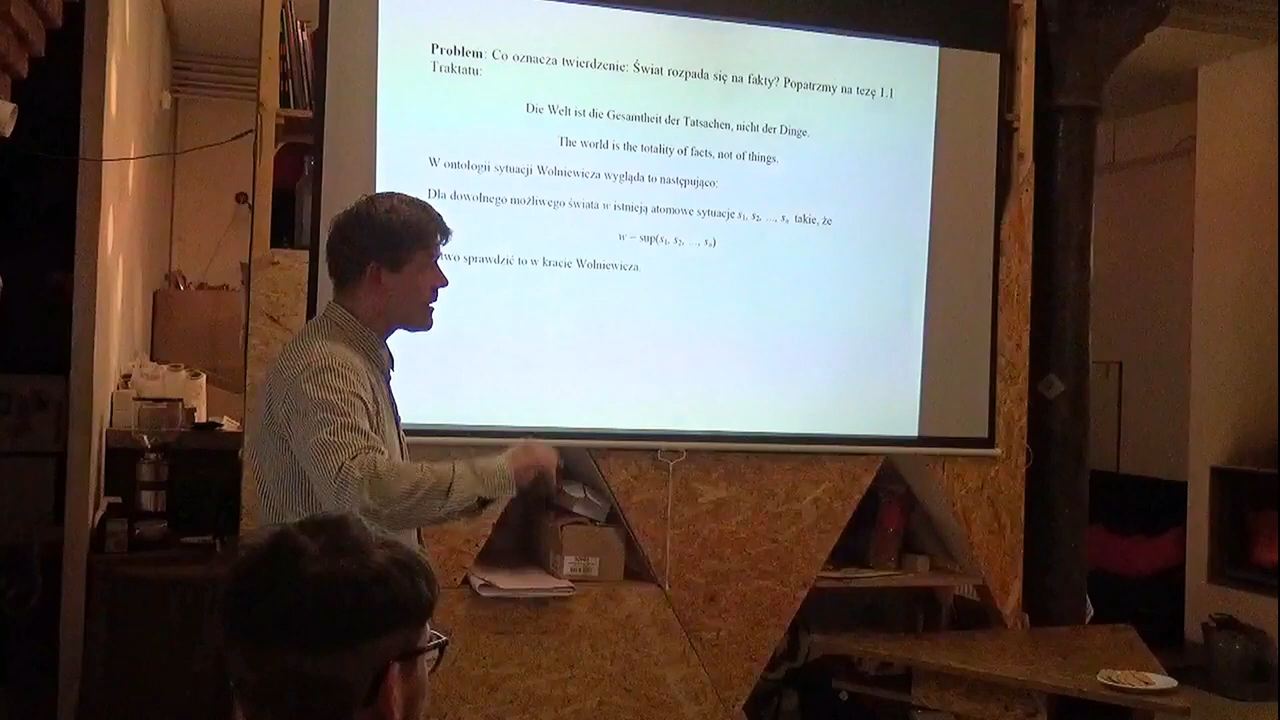 Problem: Co oznacza twierdzenie: Świat rozpada się na fakty? Popatrzmy na tezę 1.1
Traktatu:
Die Welt ist die Gesamtheit der Tatsachen, nicht der Dinge.
The world is the totality of facts, not of things.
W ontologii sytuacji Wolniewicza wygląda to następująco:
Dla dowolnego możliwego świata w istnieją atomowe sytuacje s₁, s₂, ..., sₙ takie, że
w = sup(s₁, s₂, ..., sₙ)
sprawdzić to w kracie Wolniewicza.